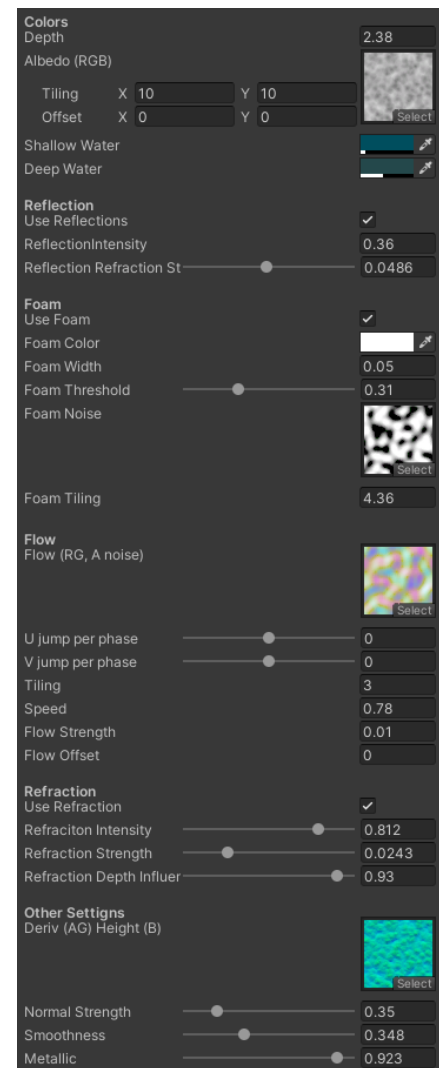 Colors
Depth 2.38
Albedo (RGB)
Tiling X 10 Y 10
Offset X 0 Y 0
Select
Shallow Water
Deep Water
Reflection
Use Reflections
ReflectionIntensity 0.36
Reflection Refraction St 0.0486
Foam
Use Foam
Foam Color
Foam Width 0.05
Foam Threshold 0.31
Foam Noise
Select
Foam Tiling 4.36
Flow
Flow (RG, A noise)
Select
U jump per phase 0
V jump per phase 0
Tiling 3
Speed 0.78
Flow Strength 0.01
Flow Offset 0
Refraction
Use Refraction
Refraciton Intensity 0.812
Refraction Strength 0.0243
Refraction Depth Influer 0.93
Other Settigns
Deriv (AG) Height (B)
Select
Normal Strength 0.35
Smoothness 0.348
Metallic 0.923